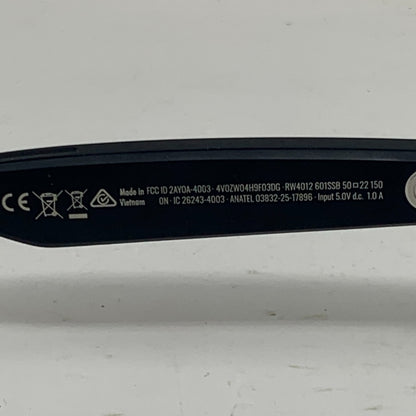 CE Made in FCC ID 2AYOA-4003 · 4V0ZW04H9F03DG · RW4012 601SSB 50□22 150
Vietnam 0N · IC 26243-4003 · ANATEL 03832-25-17896 · Input 5.0V d.c. 1.0 A